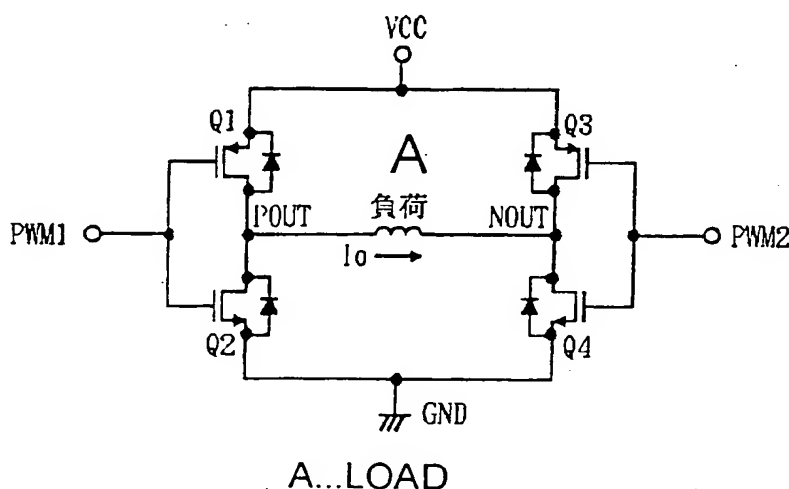 VCC
Q1
Q3
A
負荷
POUT
NOUT
PWM1
PWM2
Io
Q2
Q4
GND
A...LOAD